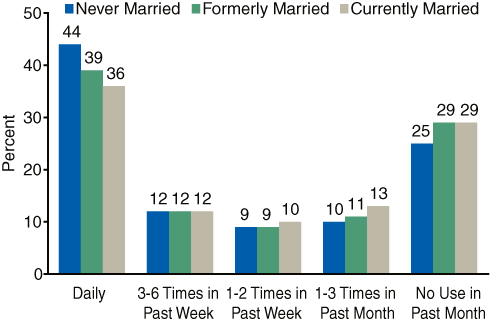 Never Married Formerly Married Currently Married
Percent
50
40
30
20
10
0
44 39 36
12 12 12
9 9 10
10 11 13
25 29 29
Daily
3-6 Times in
Past Week
1-2 Times in
Past Week
1-3 Times in
Past Month
No Use in
Past Month